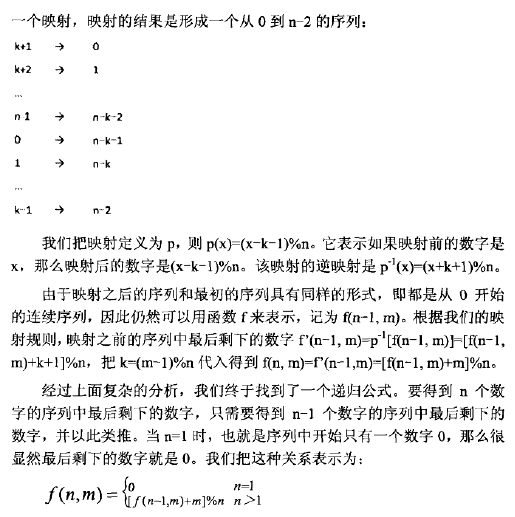 一个映射，映射的结果是形成一个从 0 到 n-2 的序列：
k+1 → 0
k+2 → 1
...
n-1 → n-k-2
0 → n-k-1
1 → n-k
...
k-1 → n-2
我们把映射定义为 p，则 p(x)=(x-k-1)%n。它表示如果映射前的数字是
x，那么映射后的数字是(x-k-1)%n。该映射的逆映射是 p⁻¹(x)=(x+k+1)%n。
由于映射之后的序列和最初的序列具有同样的形式，即都是从 0 开始
的连续序列，因此仍然可以用函数 f 来表示，记为 f(n-1, m)。根据我们的映
射规则，映射之前的序列中最后剩下的数字 f'(n-1, m)=p⁻¹[f(n-1, m)]=[f(n-1,
m)+k+1]%n，把 k=(m-1)%n 代入得到 f(n, m)=f'(n-1,m)=[f(n-1, m)+m]%n。
经过上面复杂的分析，我们终于找到了一个递归公式。要得到 n 个数
字的序列中最后剩下的数字，只需要得到 n-1 个数字的序列中最后剩下的
数字，并以此类推。当 n=1 时，也就是序列中开始只有一个数字 0，那么很
显然最后剩下的数字就是 0。我们把这种关系表示为：
f(n,m)={0 n=1
[f(n-1,m)+m]%n n>1